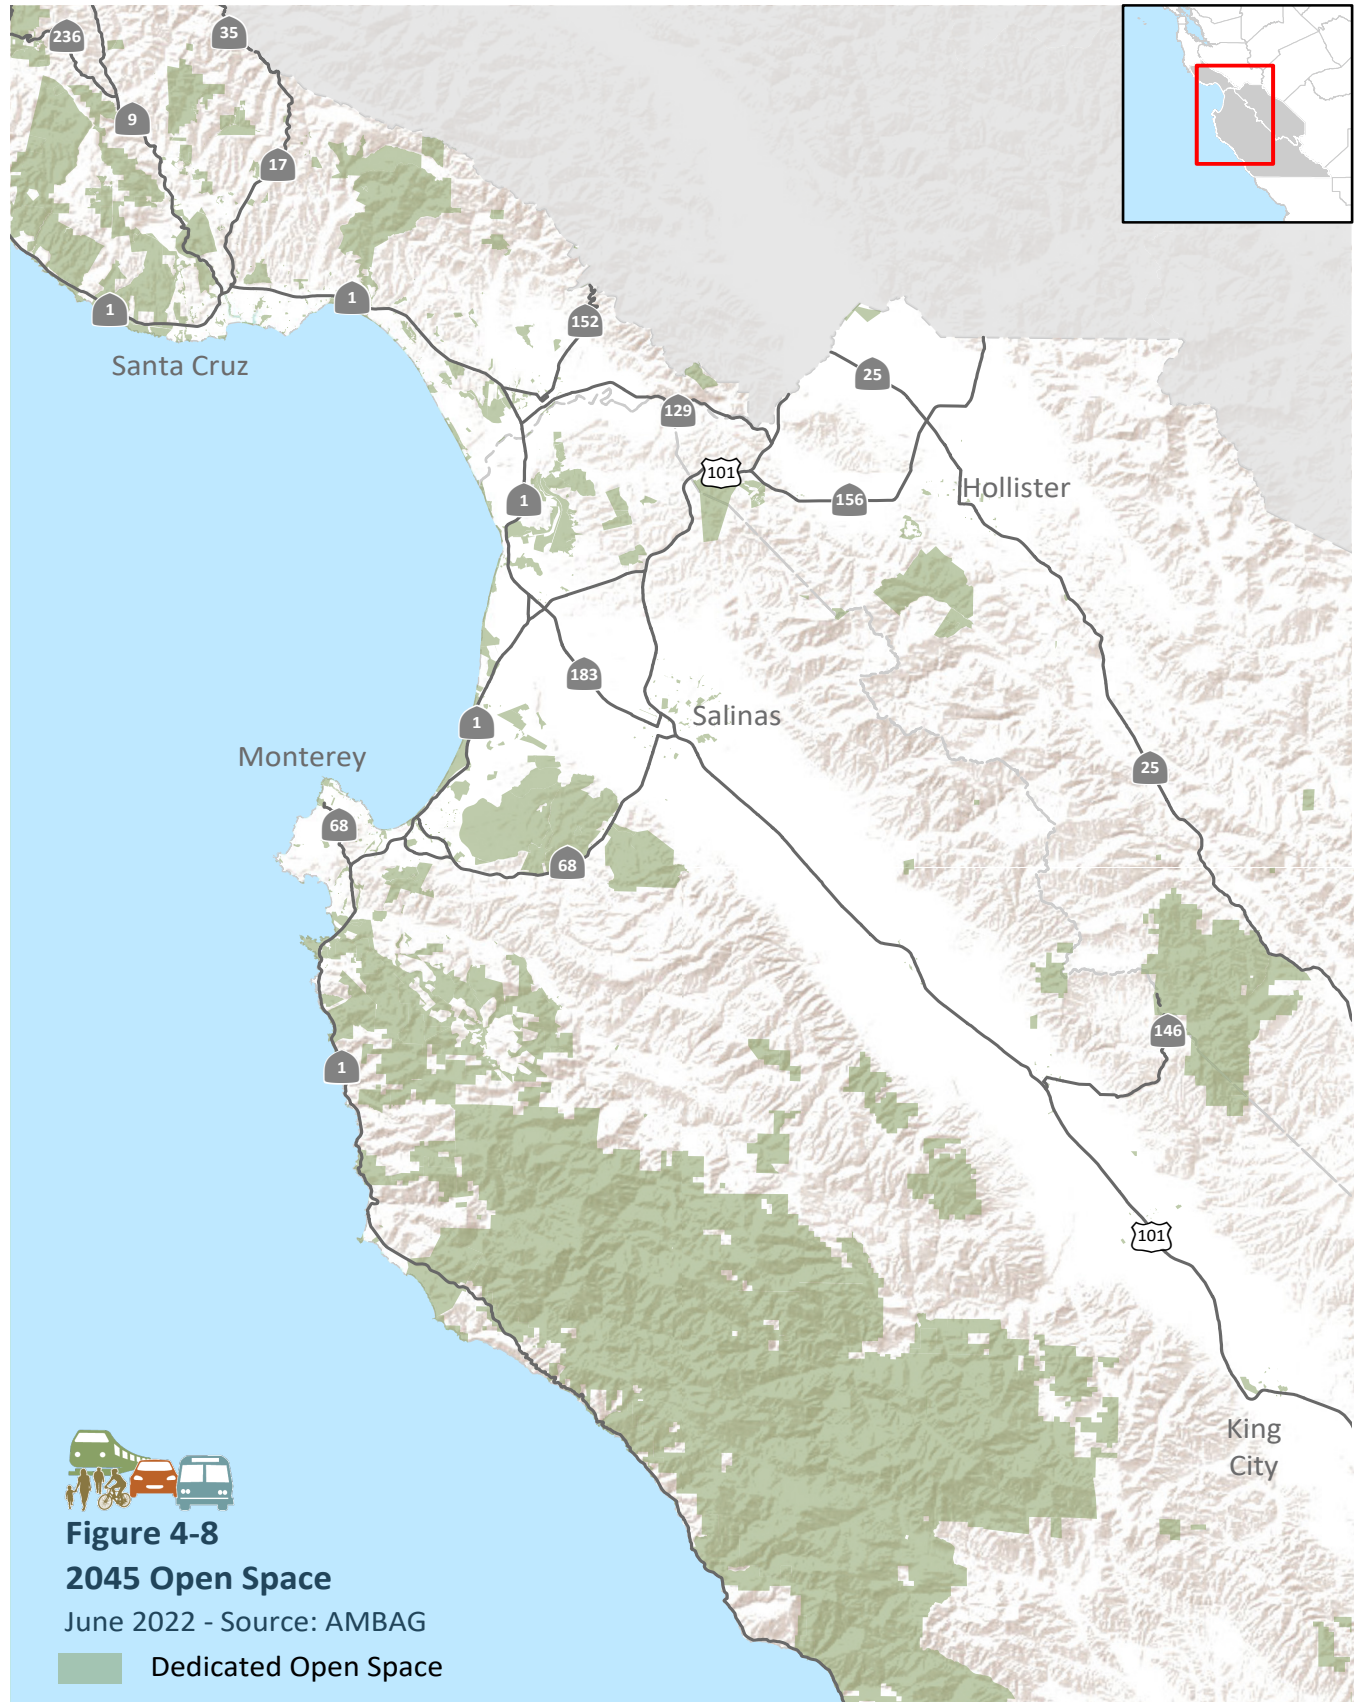 236
35
9
17
1
1
152
Santa Cruz
25
129
101
156
Hollister
1
183
Salinas
1
Monterey
25
68
68
146
1
101
King
City
Figure 4-8
2045 Open Space
June 2022 - Source: AMBAG
Dedicated Open Space